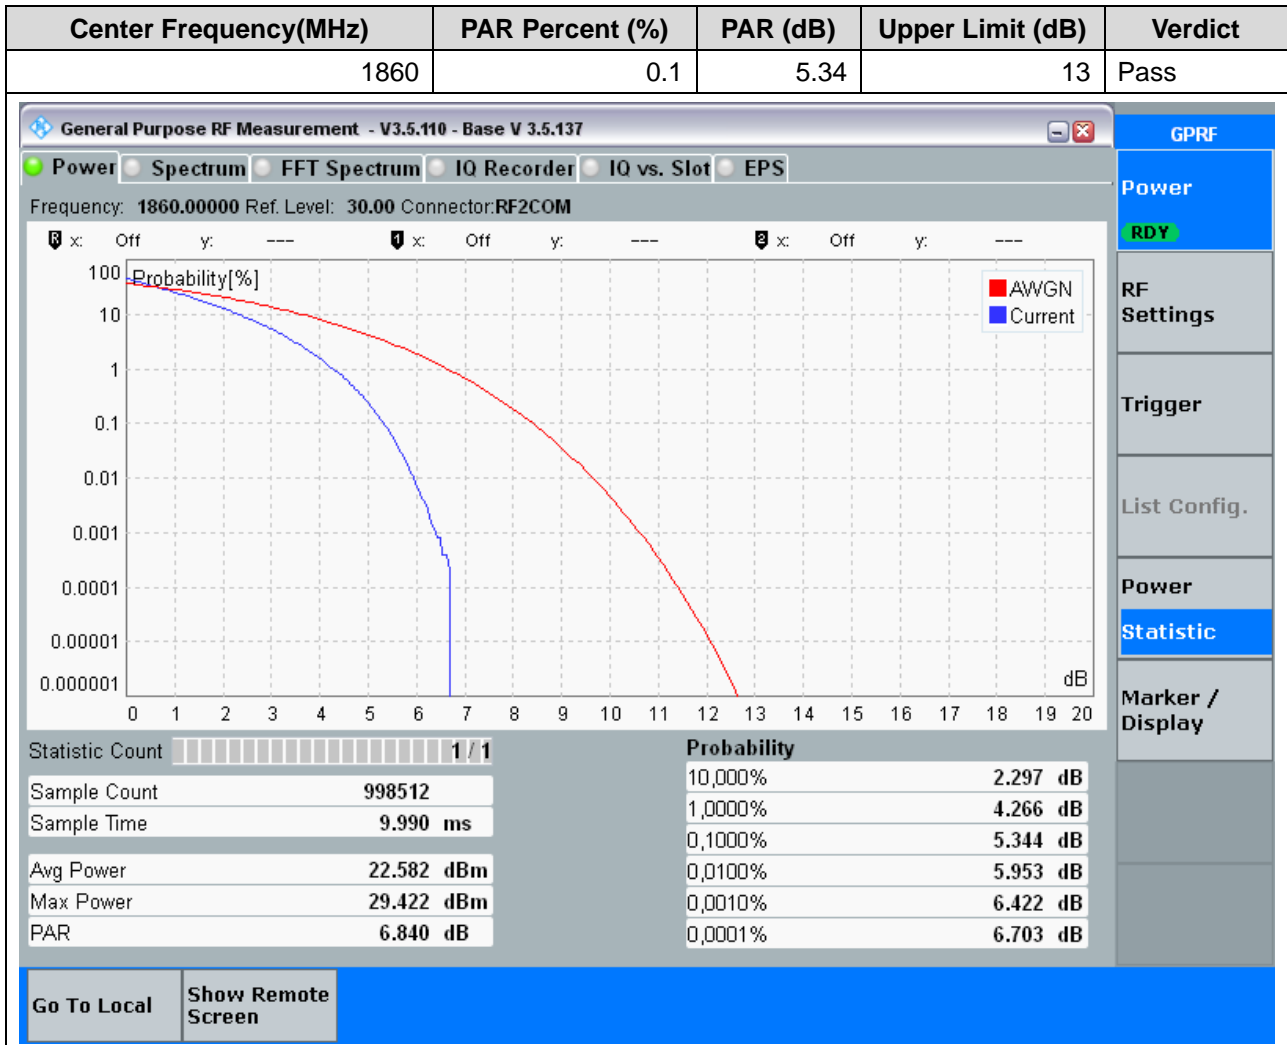 Center Frequency(MHz) PAR Percent (%) PAR (dB) Upper Limit (dB) Verdict
1860 0.1 5.34 13 Pass
General Purpose RF Measurement - V3.5.110 - Base V 3.5.137
GPRF
Power Spectrum FFT Spectrum IQ Recorder IQ vs. Slot EPS
Frequency: 1860.00000 Ref. Level: 30.00 Connector:RF2COM
Power
RDY
R x: Off y: --- 1 x: Off y: --- 2 x: Off y: ---
Probability[%]
AWGN
Current
100
10
1
0.1
0.01
0.001
0.0001
0.00001
0.000001
dB
0 1 2 3 4 5 6 7 8 9 10 11 12 13 14 15 16 17 18 19 20
RF
Settings
Trigger
List Config.
Power
Statistic
Marker /
Display
Statistic Count 1 / 1
Sample Count 998512
Sample Time 9.990 ms
Avg Power 22.582 dBm
Max Power 29.422 dBm
PAR 6.840 dB
Probability
10,000% 2.297 dB
1,0000% 4.266 dB
0,1000% 5.344 dB
0,0100% 5.953 dB
0,0010% 6.422 dB
0,0001% 6.703 dB
Go To Local
Show Remote
Screen